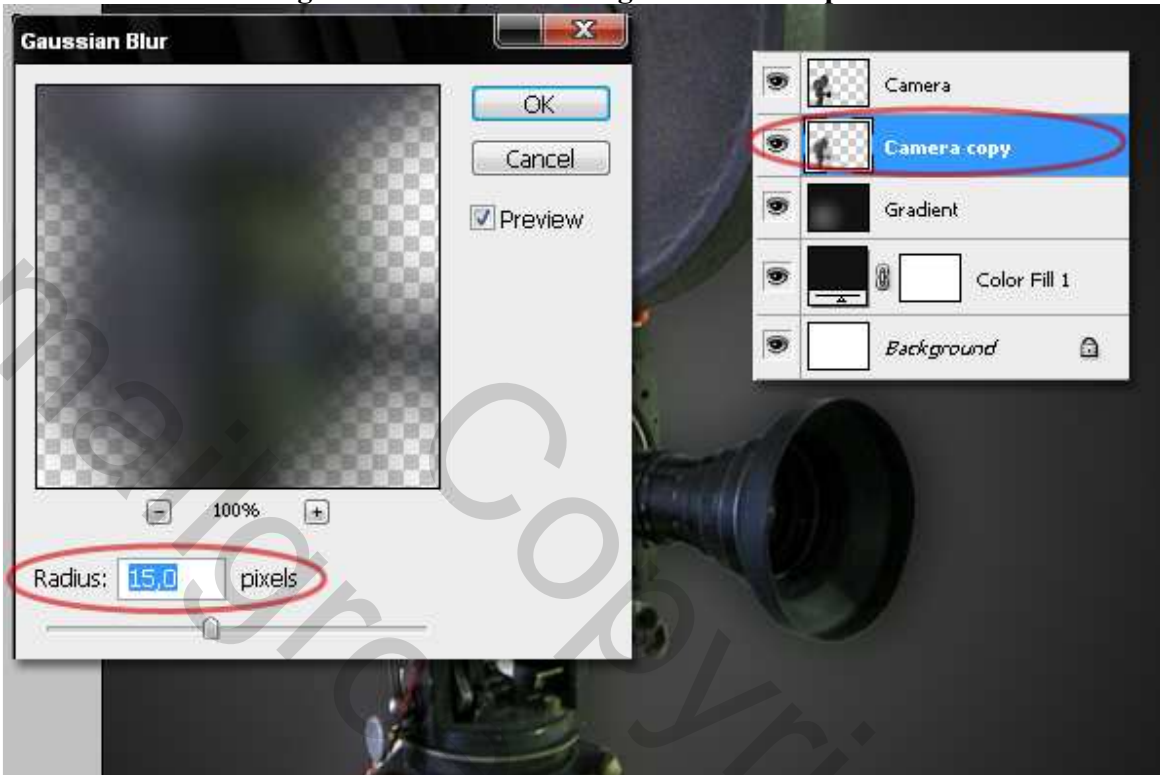 Gaussian Blur
OK
Cancel
Preview
100%
Radius: 15,0 pixels
Camera
Camera copy
Gradient
Color Fill 1
Background